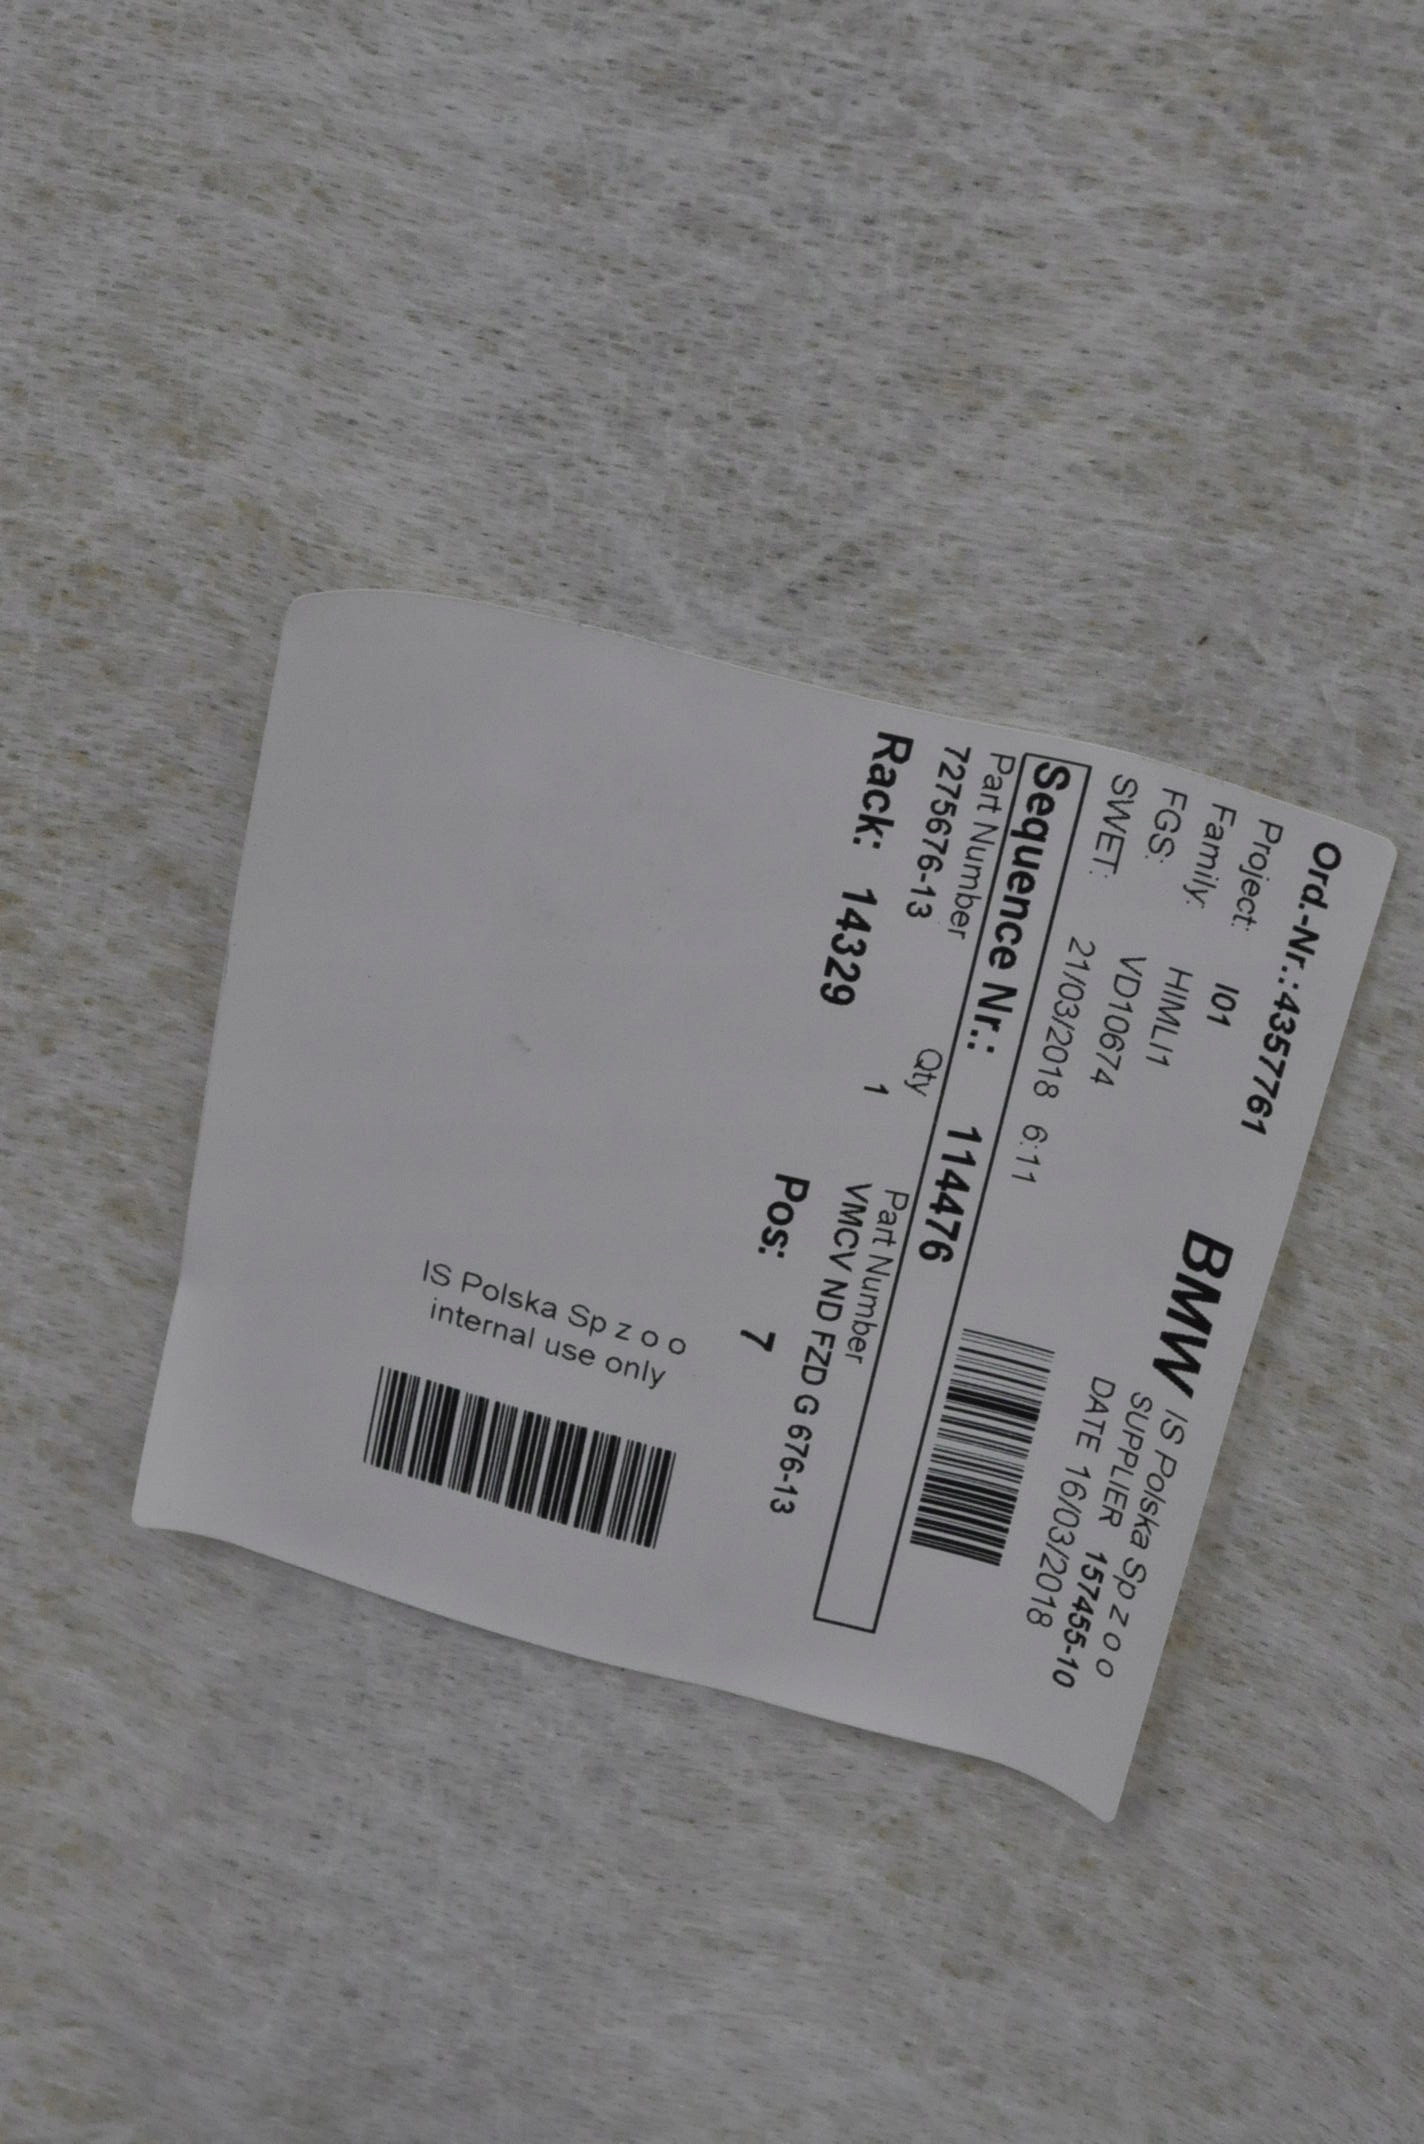 Ord.-Nr.:4357761
BMW IS Polska Sp z o o
Project: I01
SUPPLIER 157455-10
Family: HIMLI1
DATE 16/03/2018
FGS: VD10674
SWET: 21/03/2018 6:11
Sequence Nr.: 114476
Part Number Qty Part Number
7275676-13 1 VMCV ND FZD G 676-13
Rack: 14329 Pos: 7
IS Polska Sp z o o
internal use only